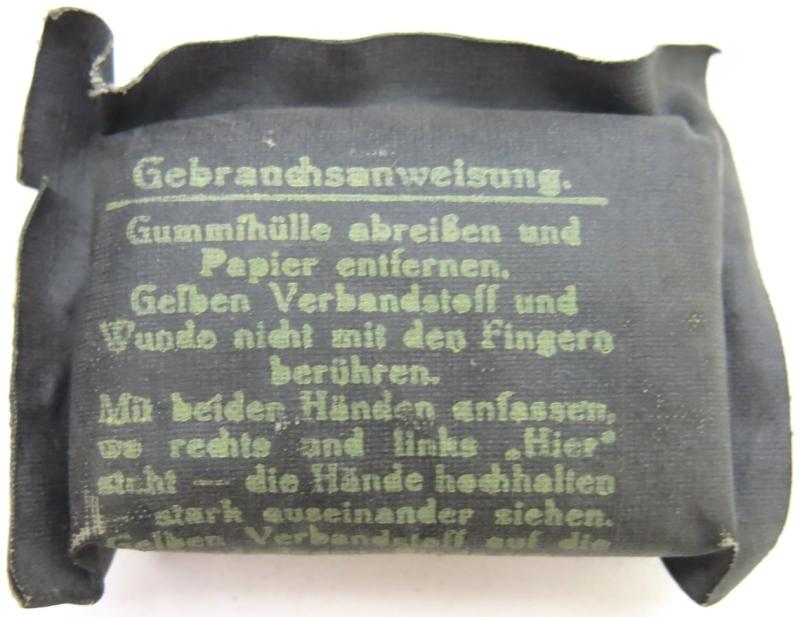 Gebrauchsanweisung.
Gummihülle abreißen und
Papier entfernen.
Gelben Verbandstoff und
Wunde nicht mit den Fingern
berühren.
Mit beiden Händen anfassen,
wo rechts und links „Hier“
steht — die Hände hochhalten
— stark auseinander ziehen.
Gelben Verbandstoff auf die